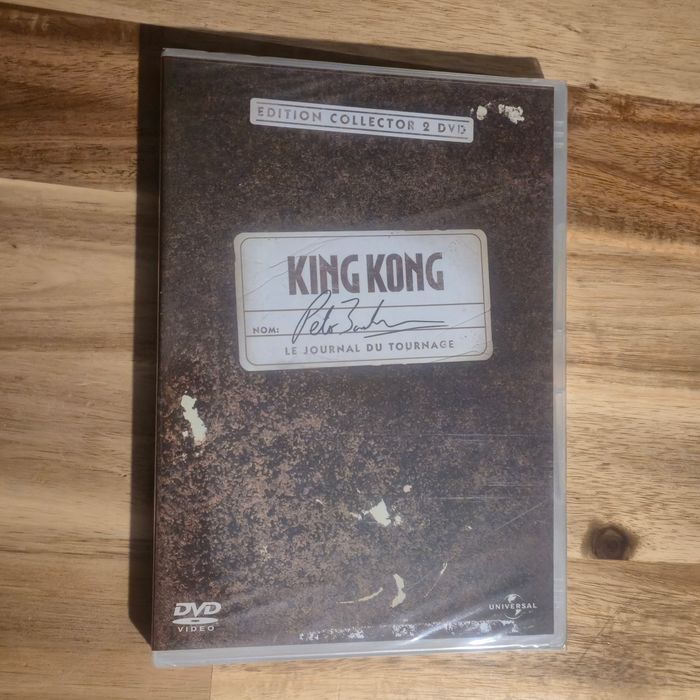 EDITION COLLECTOR 2 DVD
KING KONG
NOM:
LE JOURNAL DU TOURNAGE
DVD
VIDEO
UNIVERSAL